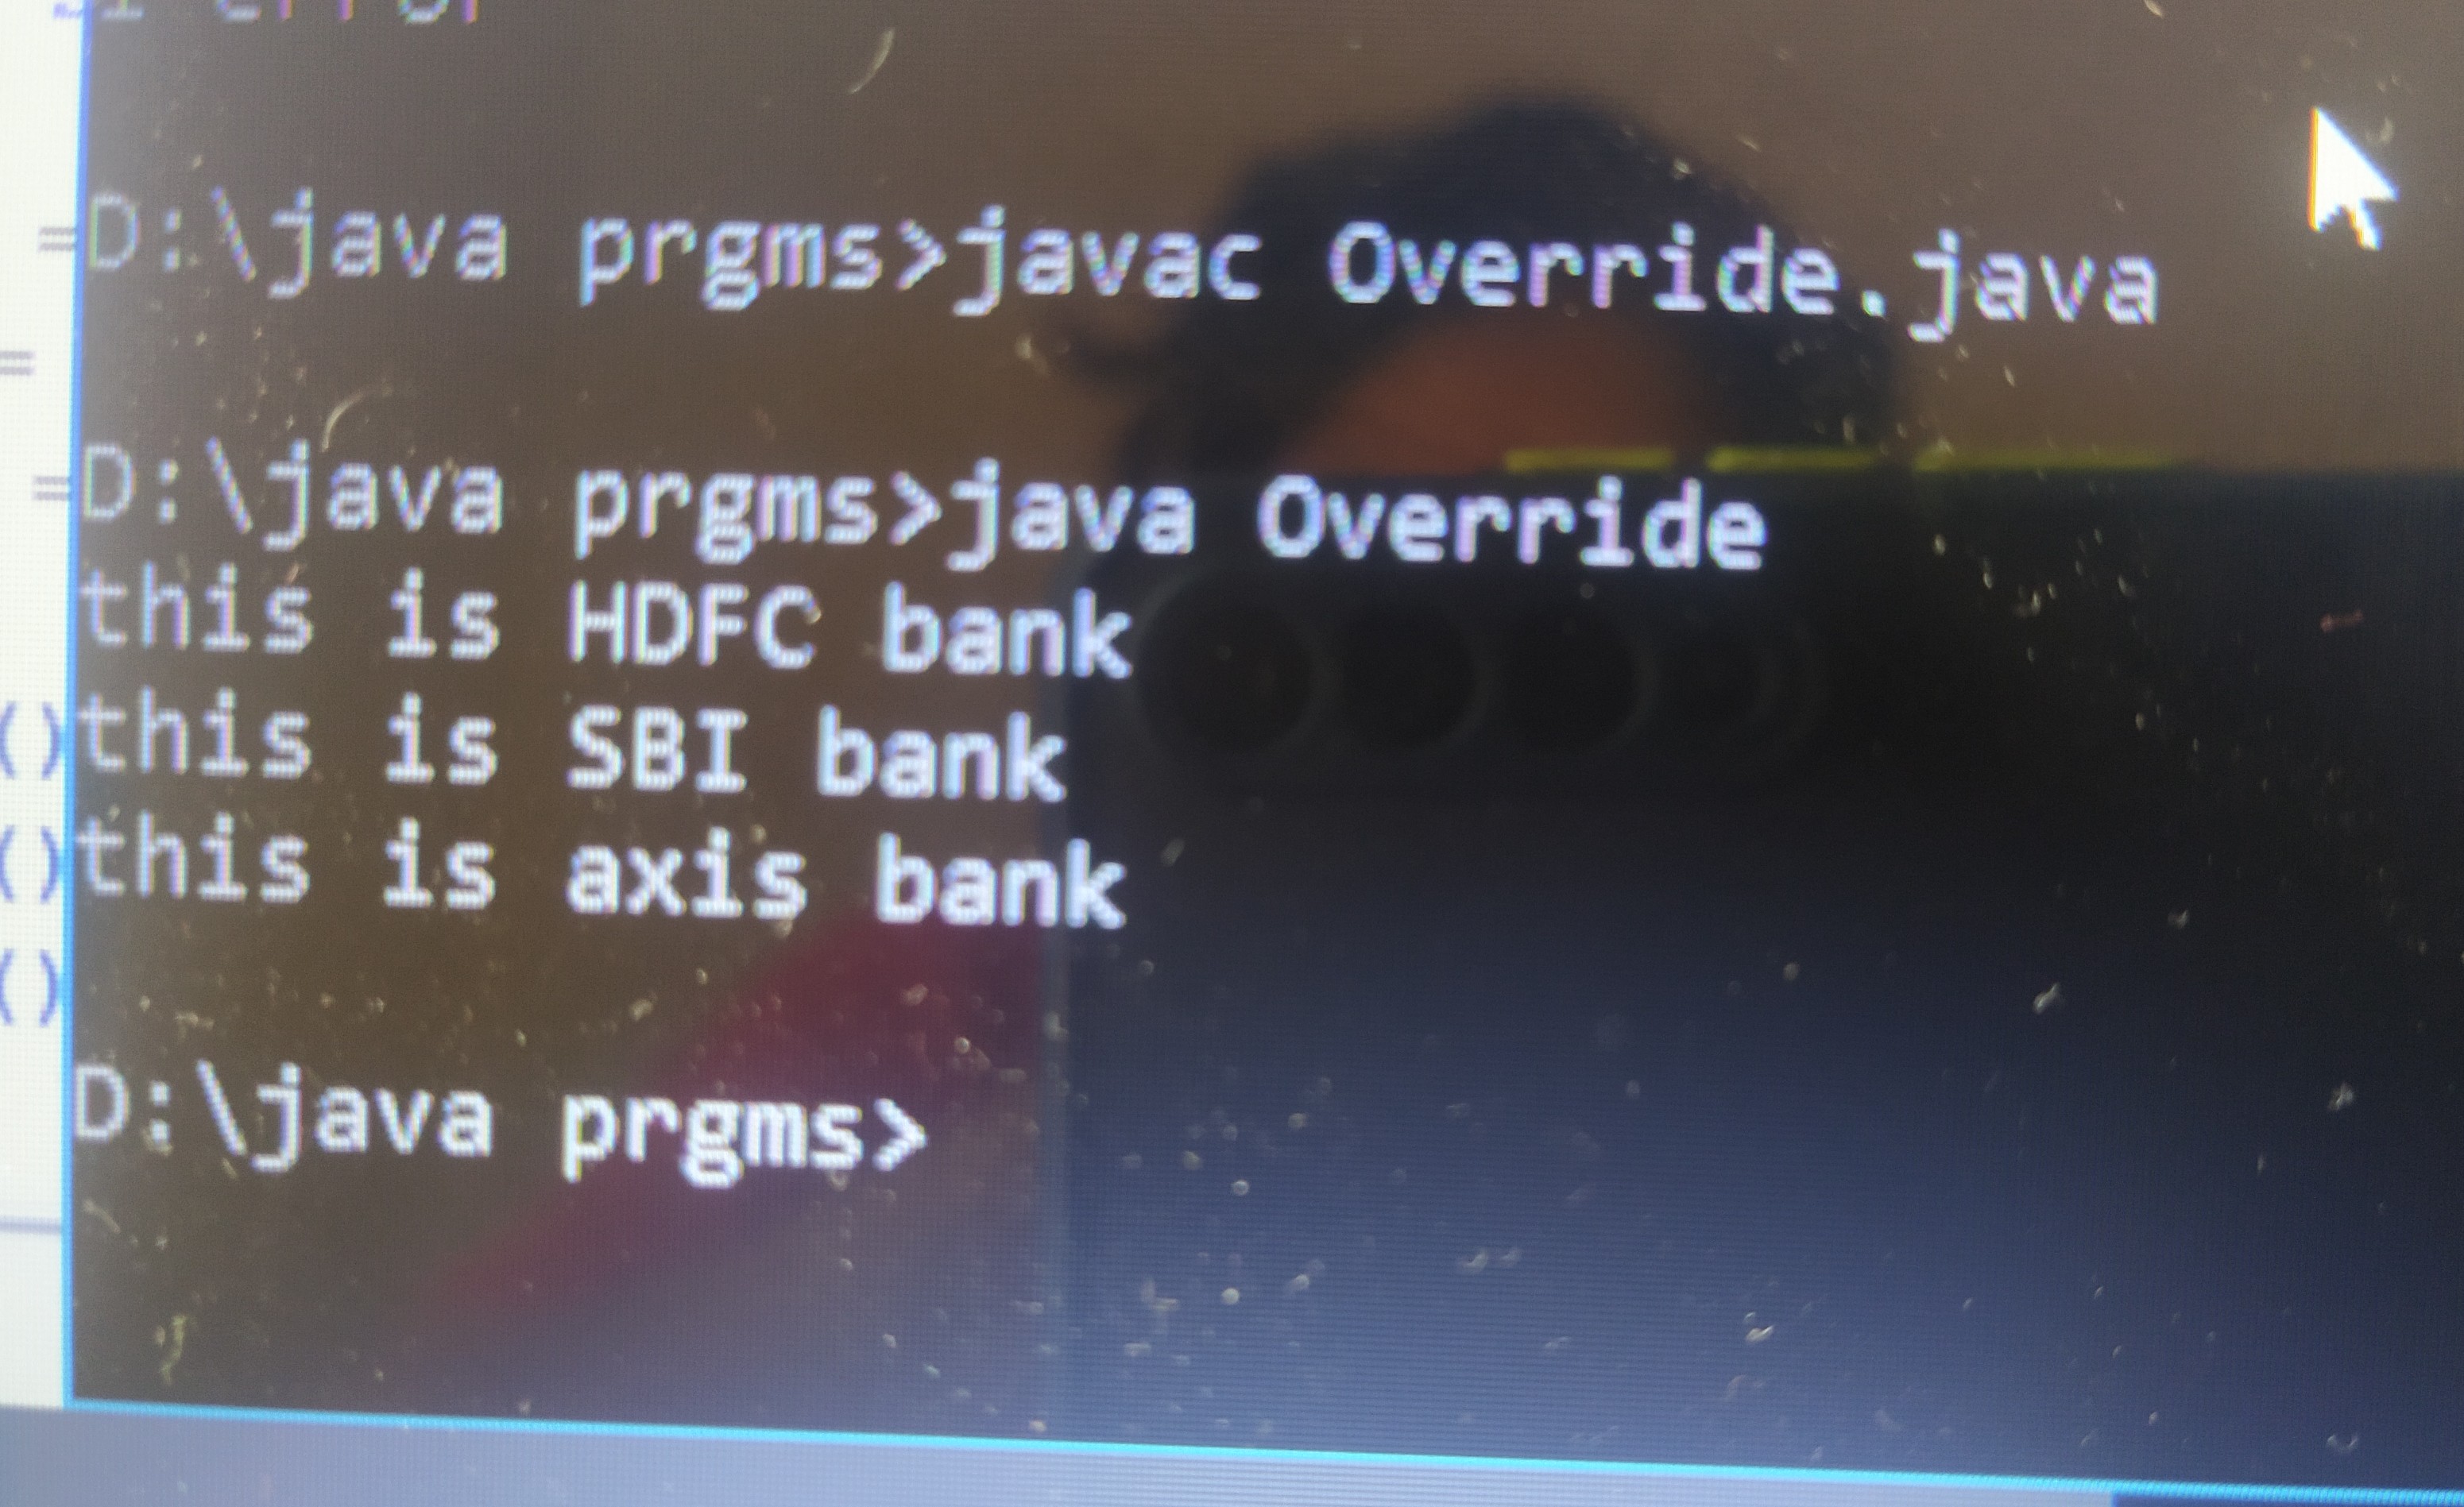 error
D:\java prgms>javac Override.java
=
=
D:\java prgms>java Override
=
this is HDFC bank
this is SBI bank
()
this is axis bank
()
()
D:\java prgms>